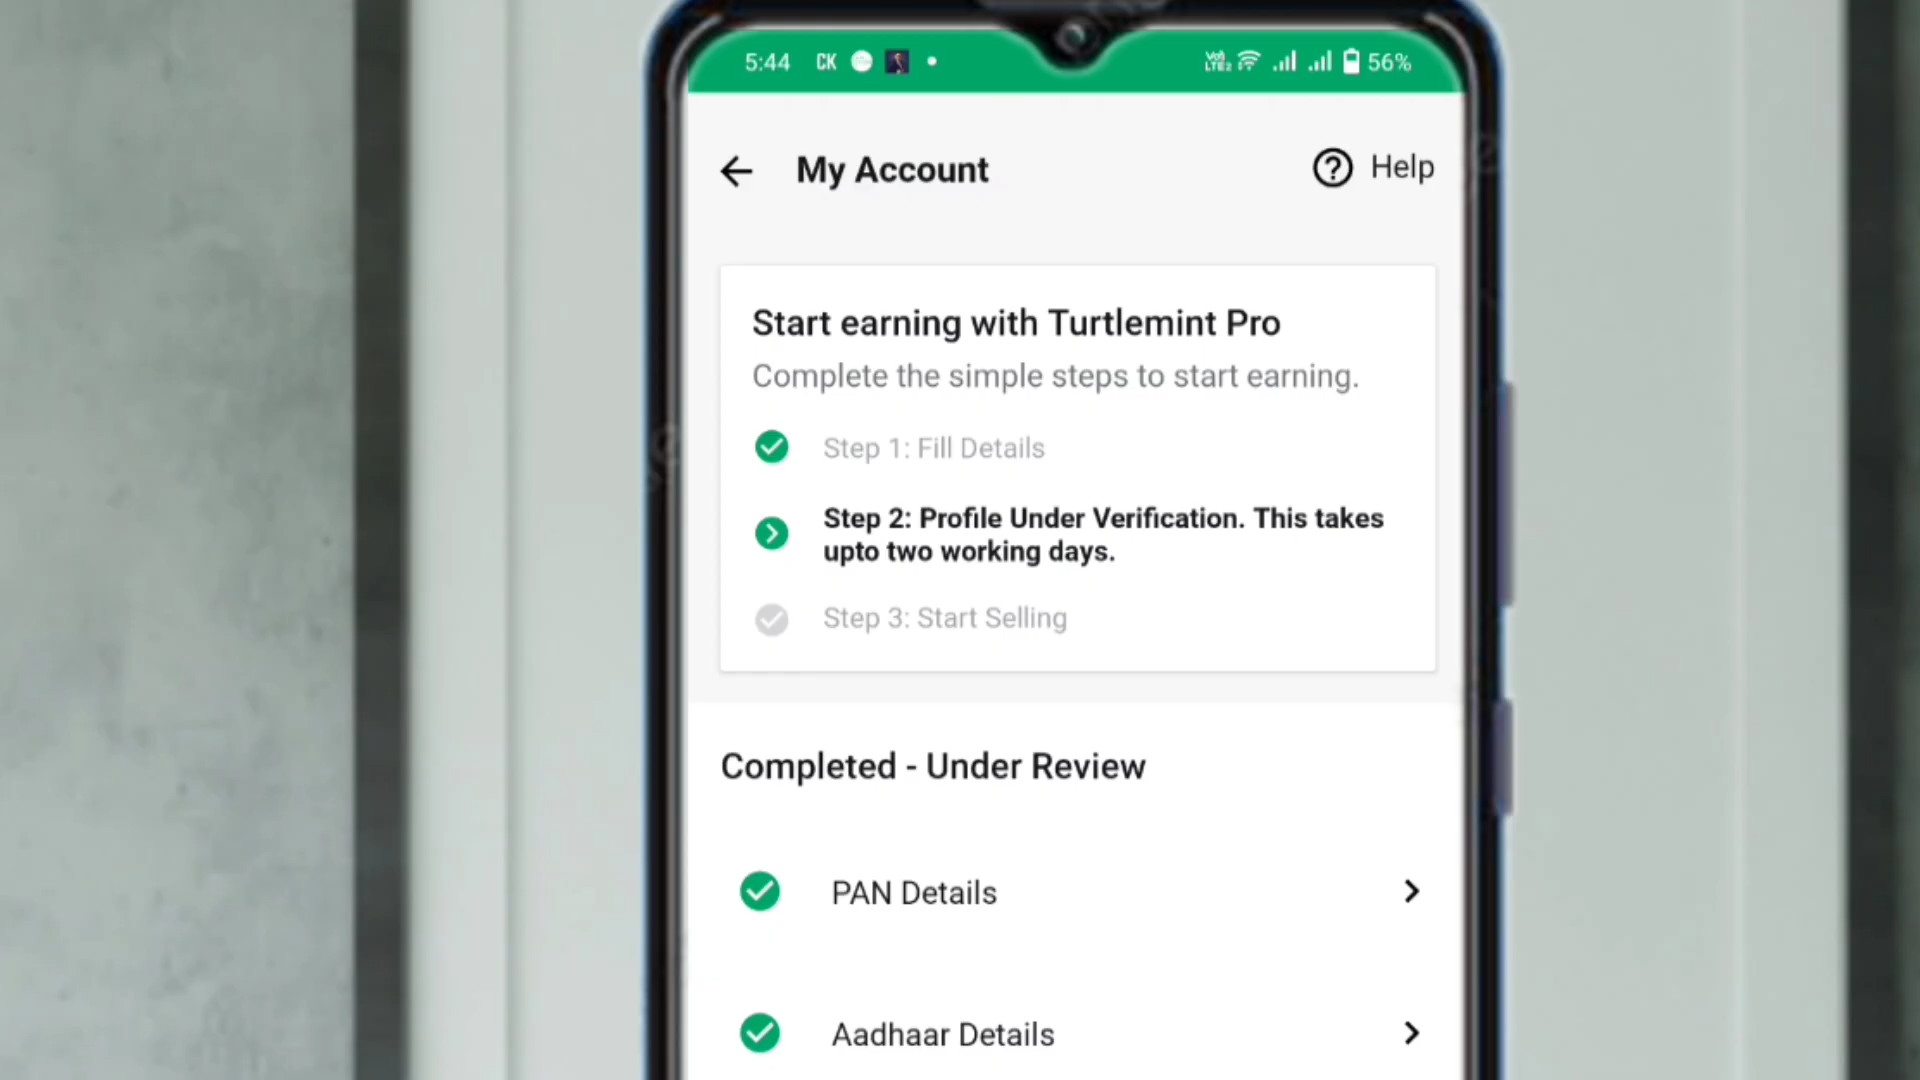 5:44 CK 56%
My Account
Help
Start earning with Turtlemint Pro
Complete the simple steps to start earning.
Step 1: Fill Details
Step 2: Profile Under Verification. This takes
upto two working days.
Step 3: Start Selling
Completed - Under Review
PAN Details
Aadhaar Details